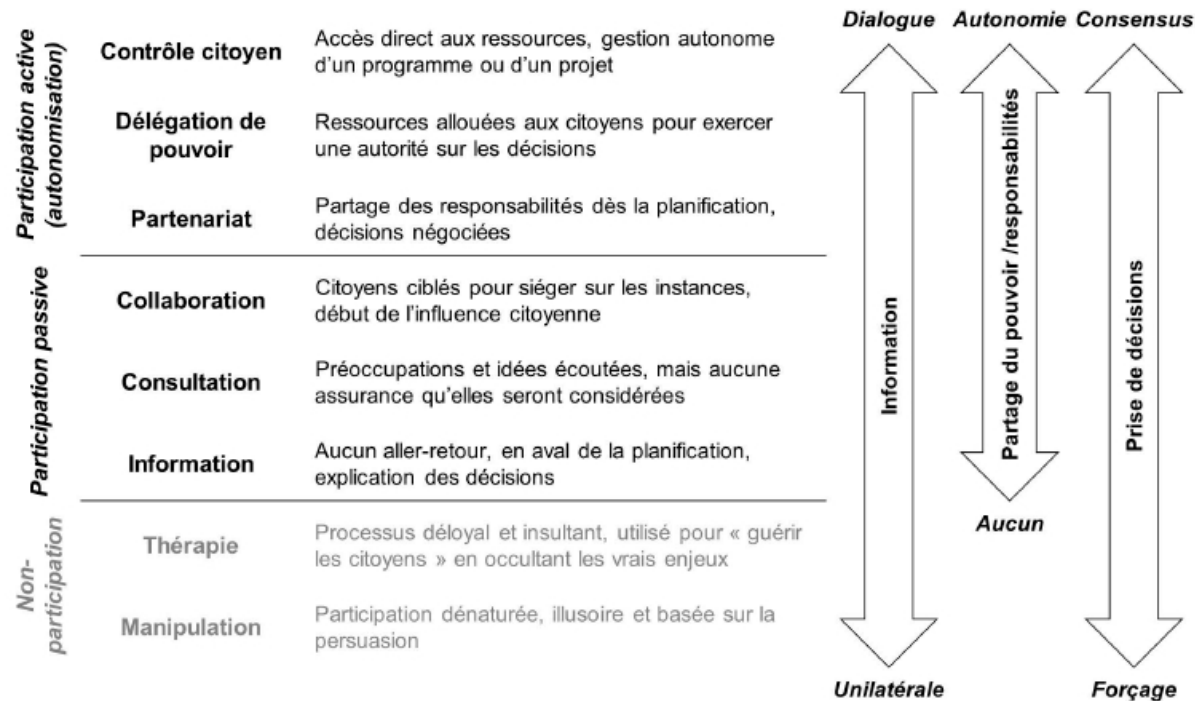 Dialogue Autonomie Consensus
Participation active
(autonomisation)
Contrôle citoyen
Accès direct aux ressources, gestion autonome
d'un programme ou d'un projet
Délégation de
pouvoir
Ressources allouées aux citoyens pour exercer
une autorité sur les décisions
Partenariat
Partage des responsabilités dès la planification,
décisions négociées
Participation passive
Collaboration
Citoyens ciblés pour siéger sur les instances,
début de l'influence citoyenne
Consultation
Préoccupations et idées écoutées, mais aucune
assurance qu'elles seront considérées
Information
Aucun aller-retour, en aval de la planification,
explication des décisions
Non-
participation
Thérapie
Processus déloyal et insultant, utilisé pour « guérir
les citoyens » en occultant les vrais enjeux
Manipulation
Participation dénaturée, illusoire et basée sur la
persuasion
Information
Partage du pouvoir /responsabilités
Prise de décisions
Aucun
Unilatérale
Forçage